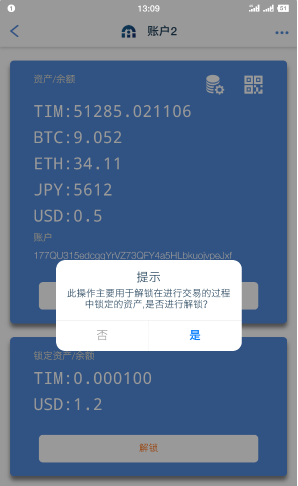 13:09
51
账户2
资产/余额
TIM:51285.021106
BTC:9.052
ETH:34.11
JPY:5612
USD:0.5
账户
提示
此操作主要用于解锁在进行交易的过程
中锁定的资产,是否进行解锁?
否
是
锁定资产/余额
TIM:0.000100
USD:1.2
解锁